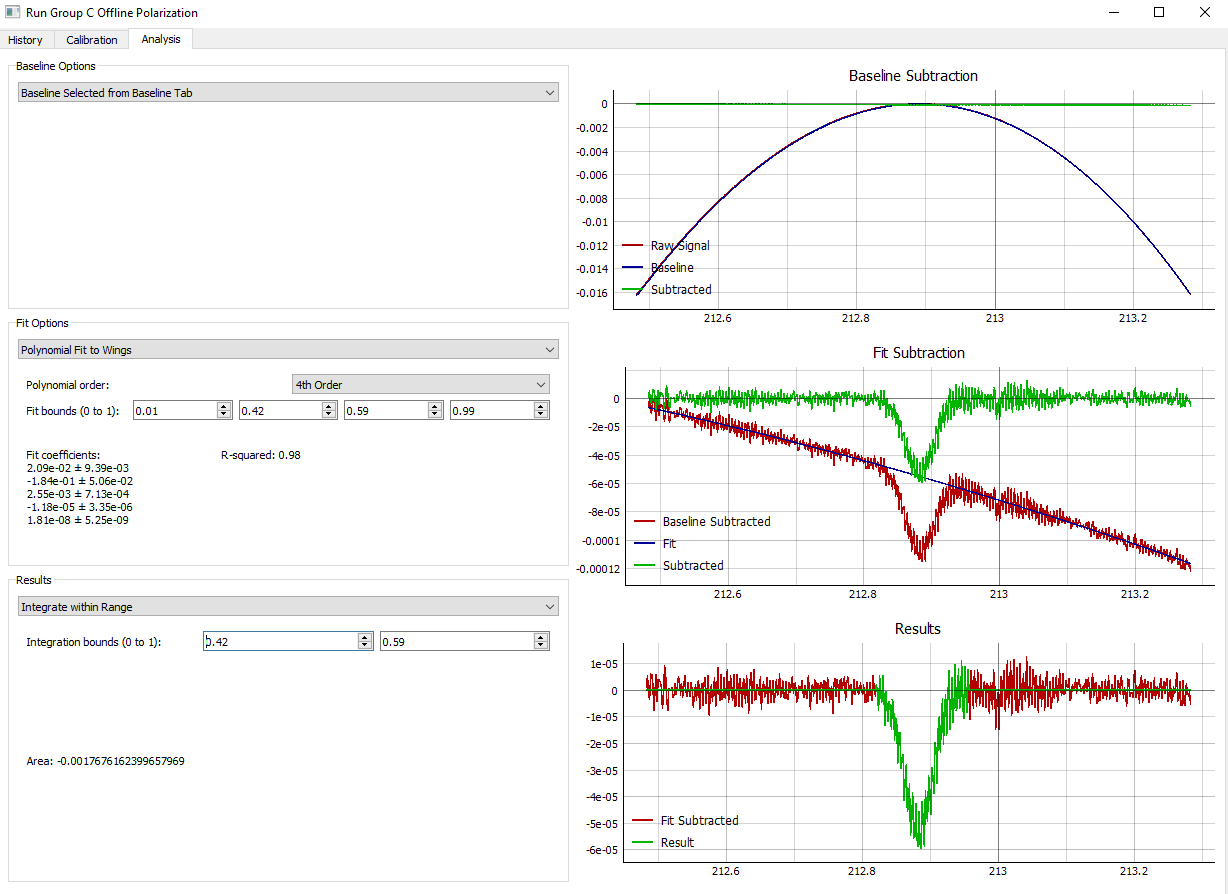 Run Group C Offline Polarization
History
Calibration
Analysis
Baseline Options
Baseline Selected from Baseline Tab
Fit Options
Polynomial Fit to Wings
Polynomial order:
4th Order
Fit bounds (0 to 1):
0.01
0.42
0.59
0.99
Fit coefficients:
R-squared: 0.98
2.09e-02 ± 9.39e-03
-1.84e-01 ± 5.06e-02
2.55e-03 ± 7.13e-04
-1.18e-05 ± 3.35e-06
1.81e-08 ± 5.25e-09
Results
Integrate within Range
Integration bounds (0 to 1):
0.42
0.59
Area: -0.0017676162399657969
Baseline Subtraction
0
-0.002
-0.004
-0.006
-0.008
-0.01
-0.012
-0.014
-0.016
Raw Signal
Baseline
Subtracted
212.6
212.8
213
213.2
Fit Subtraction
0
-2e-05
-4e-05
-6e-05
-8e-05
-0.0001
-0.00012
Baseline Subtracted
Fit
Subtracted
212.6
212.8
213
213.2
Results
1e-05
0
-1e-05
-2e-05
-3e-05
-4e-05
-5e-05
-6e-05
Fit Subtracted
Result
212.6
212.8
213
213.2